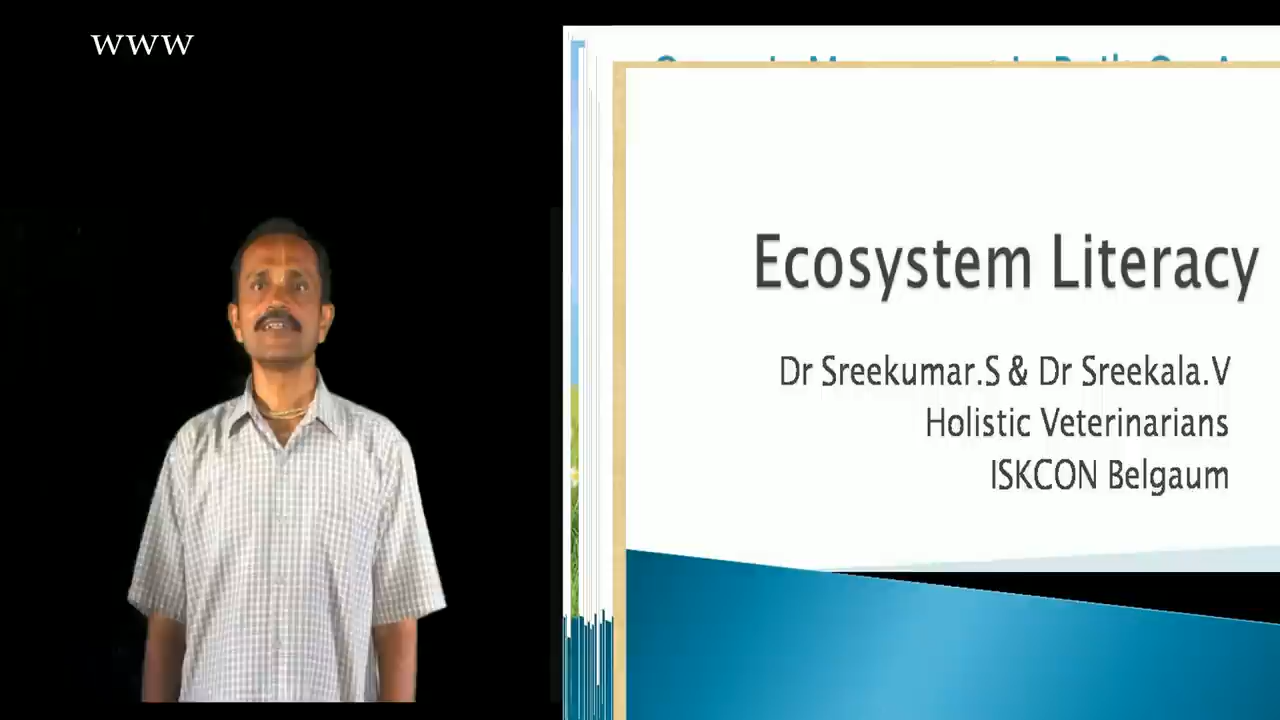 www
Ecosystem Literacy
Dr Sreekumar.S & Dr Sreekala.V
Holistic Veterinarians
ISKCON Belgaum